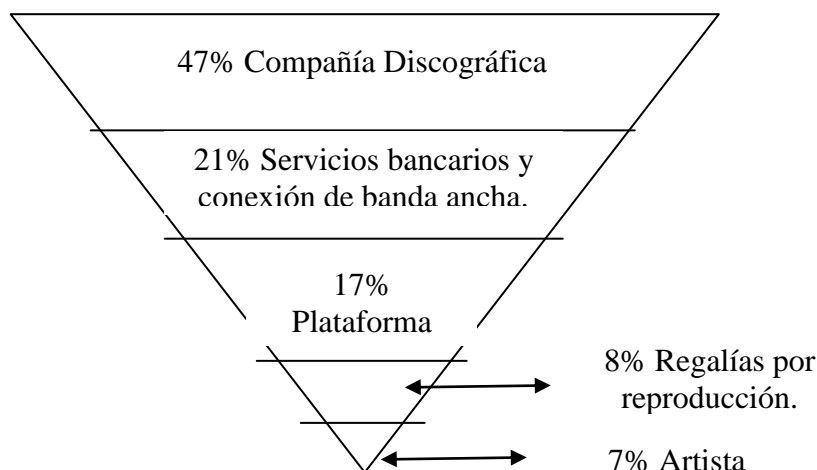 47% Compañía Discográfica
21% Servicios bancarios y
conexión de banda ancha.
17%
Plataforma
8% Regalías por
reproducción.
7% Artista